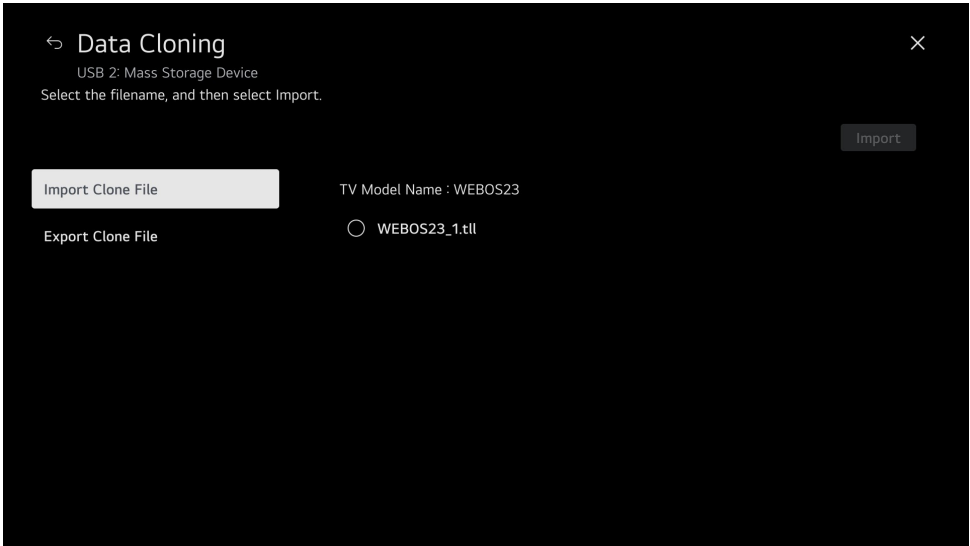 Data Cloning
USB 2: Mass Storage Device
Select the filename, and then select Import.
Import
Import Clone File
TV Model Name : WEBOS23
WEBOS23_1.tll
Export Clone File